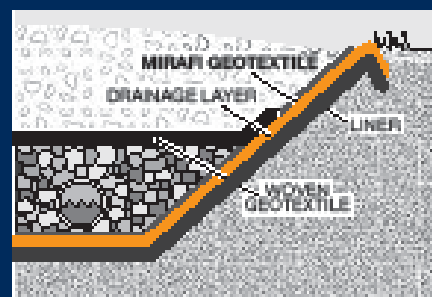 MIRAFI GEOTEXTILE
DRAINAGE LAYER
LINER
WOVEN
GEOTEXTILE